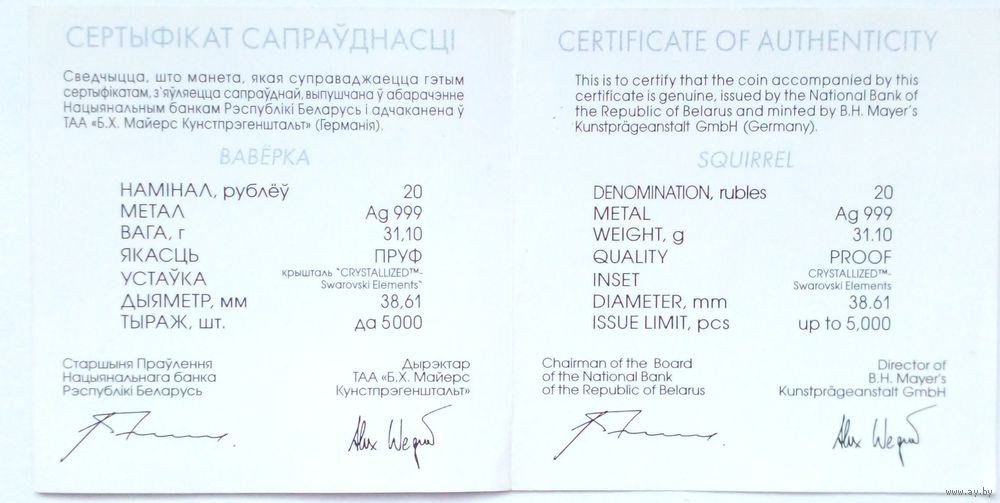 СЕРТЫФІКАТ САПРАЎДНАСЦІ
Сведчыцца, што манета, якая суправаджаецца гэтым
сертыфікатам, з`яўляецца сапраўднай, выпушчана ў абарачэнне
Нацыянальным банкам Рэспублікі Беларусь і адчаканена ў
ТАА «Б.Х. Майерс Кунстпрэгенштальт» (Германія).
ВАВЁРКА
НАМІНАЛ, рублёў 20
МЕТАЛ Ag 999
ВАГА, г 31,10
ЯКАСЦЬ ПРУФ
УСТАЎКА крышталь "CRYSTALLIZED™-
Swarovski Elements"
ДЫЯМЕТР, мм 38,61
ТЫРАЖ, шт. да 5000
Старшыня Праўлення
Нацыянальнага банка
Рэспублікі Беларусь
Дырэктар
ТАА «Б.Х. Майерс
Кунстпрэгенштальт»
Alex Wegner
CERTIFICATE OF AUTHENTICITY
This is to certify that the coin accompanied by this
certificate is genuine, issued by the National Bank of
the Republic of Belarus and minted by B.H. Mayer's
Kunstprägeanstalt GmbH (Germany).
SQUIRREL
DENOMINATION, rubles 20
METAL Ag 999
WEIGHT, g 31.10
QUALITY PROOF
INSET CRYSTALLIZED™-
Swarovski Elements
DIAMETER, mm 38.61
ISSUE LIMIT, pcs up to 5,000
Chairman of the Board
of the National Bank
of the Republic of Belarus
Director of
B.H. Mayer's
Kunstprägeanstalt GmbH
Alex Wegner
www.ay.by